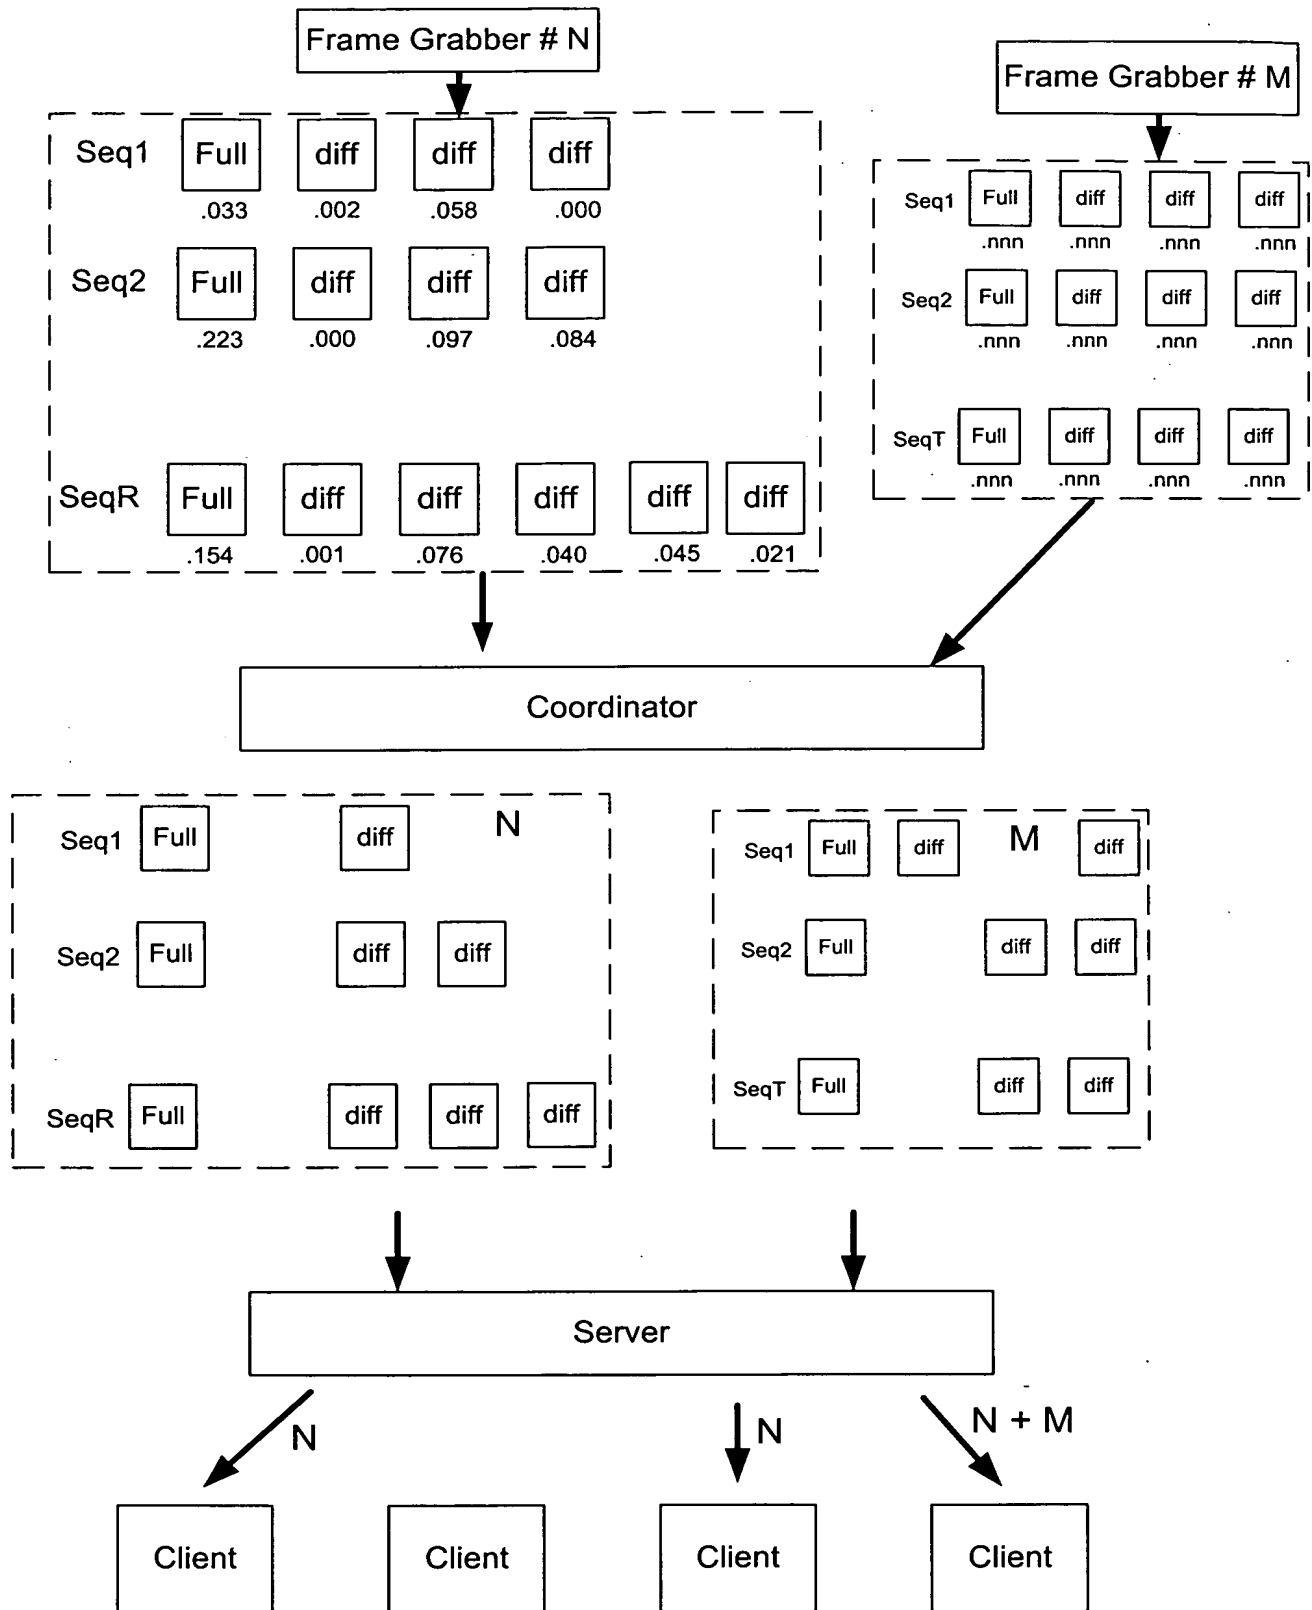 Frame Grabber # N
Frame Grabber # M
Seq1 Full diff diff diff
.033 .002 .058 .000
Seq2 Full diff diff diff
.223 .000 .097 .084
SeqR Full diff diff diff diff diff
.154 .001 .076 .040 .045 .021
Seq1 Full diff diff diff
.nnn .nnn .nnn .nnn
Seq2 Full diff diff diff
.nnn .nnn .nnn .nnn
SeqT Full diff diff diff
.nnn .nnn .nnn .nnn
Coordinator
Seq1 Full diff N
Seq2 Full diff diff
SeqR Full diff diff diff
Seq1 Full diff M diff
Seq2 Full diff diff
SeqT Full diff diff
Server
N N N + M
Client Client Client Client